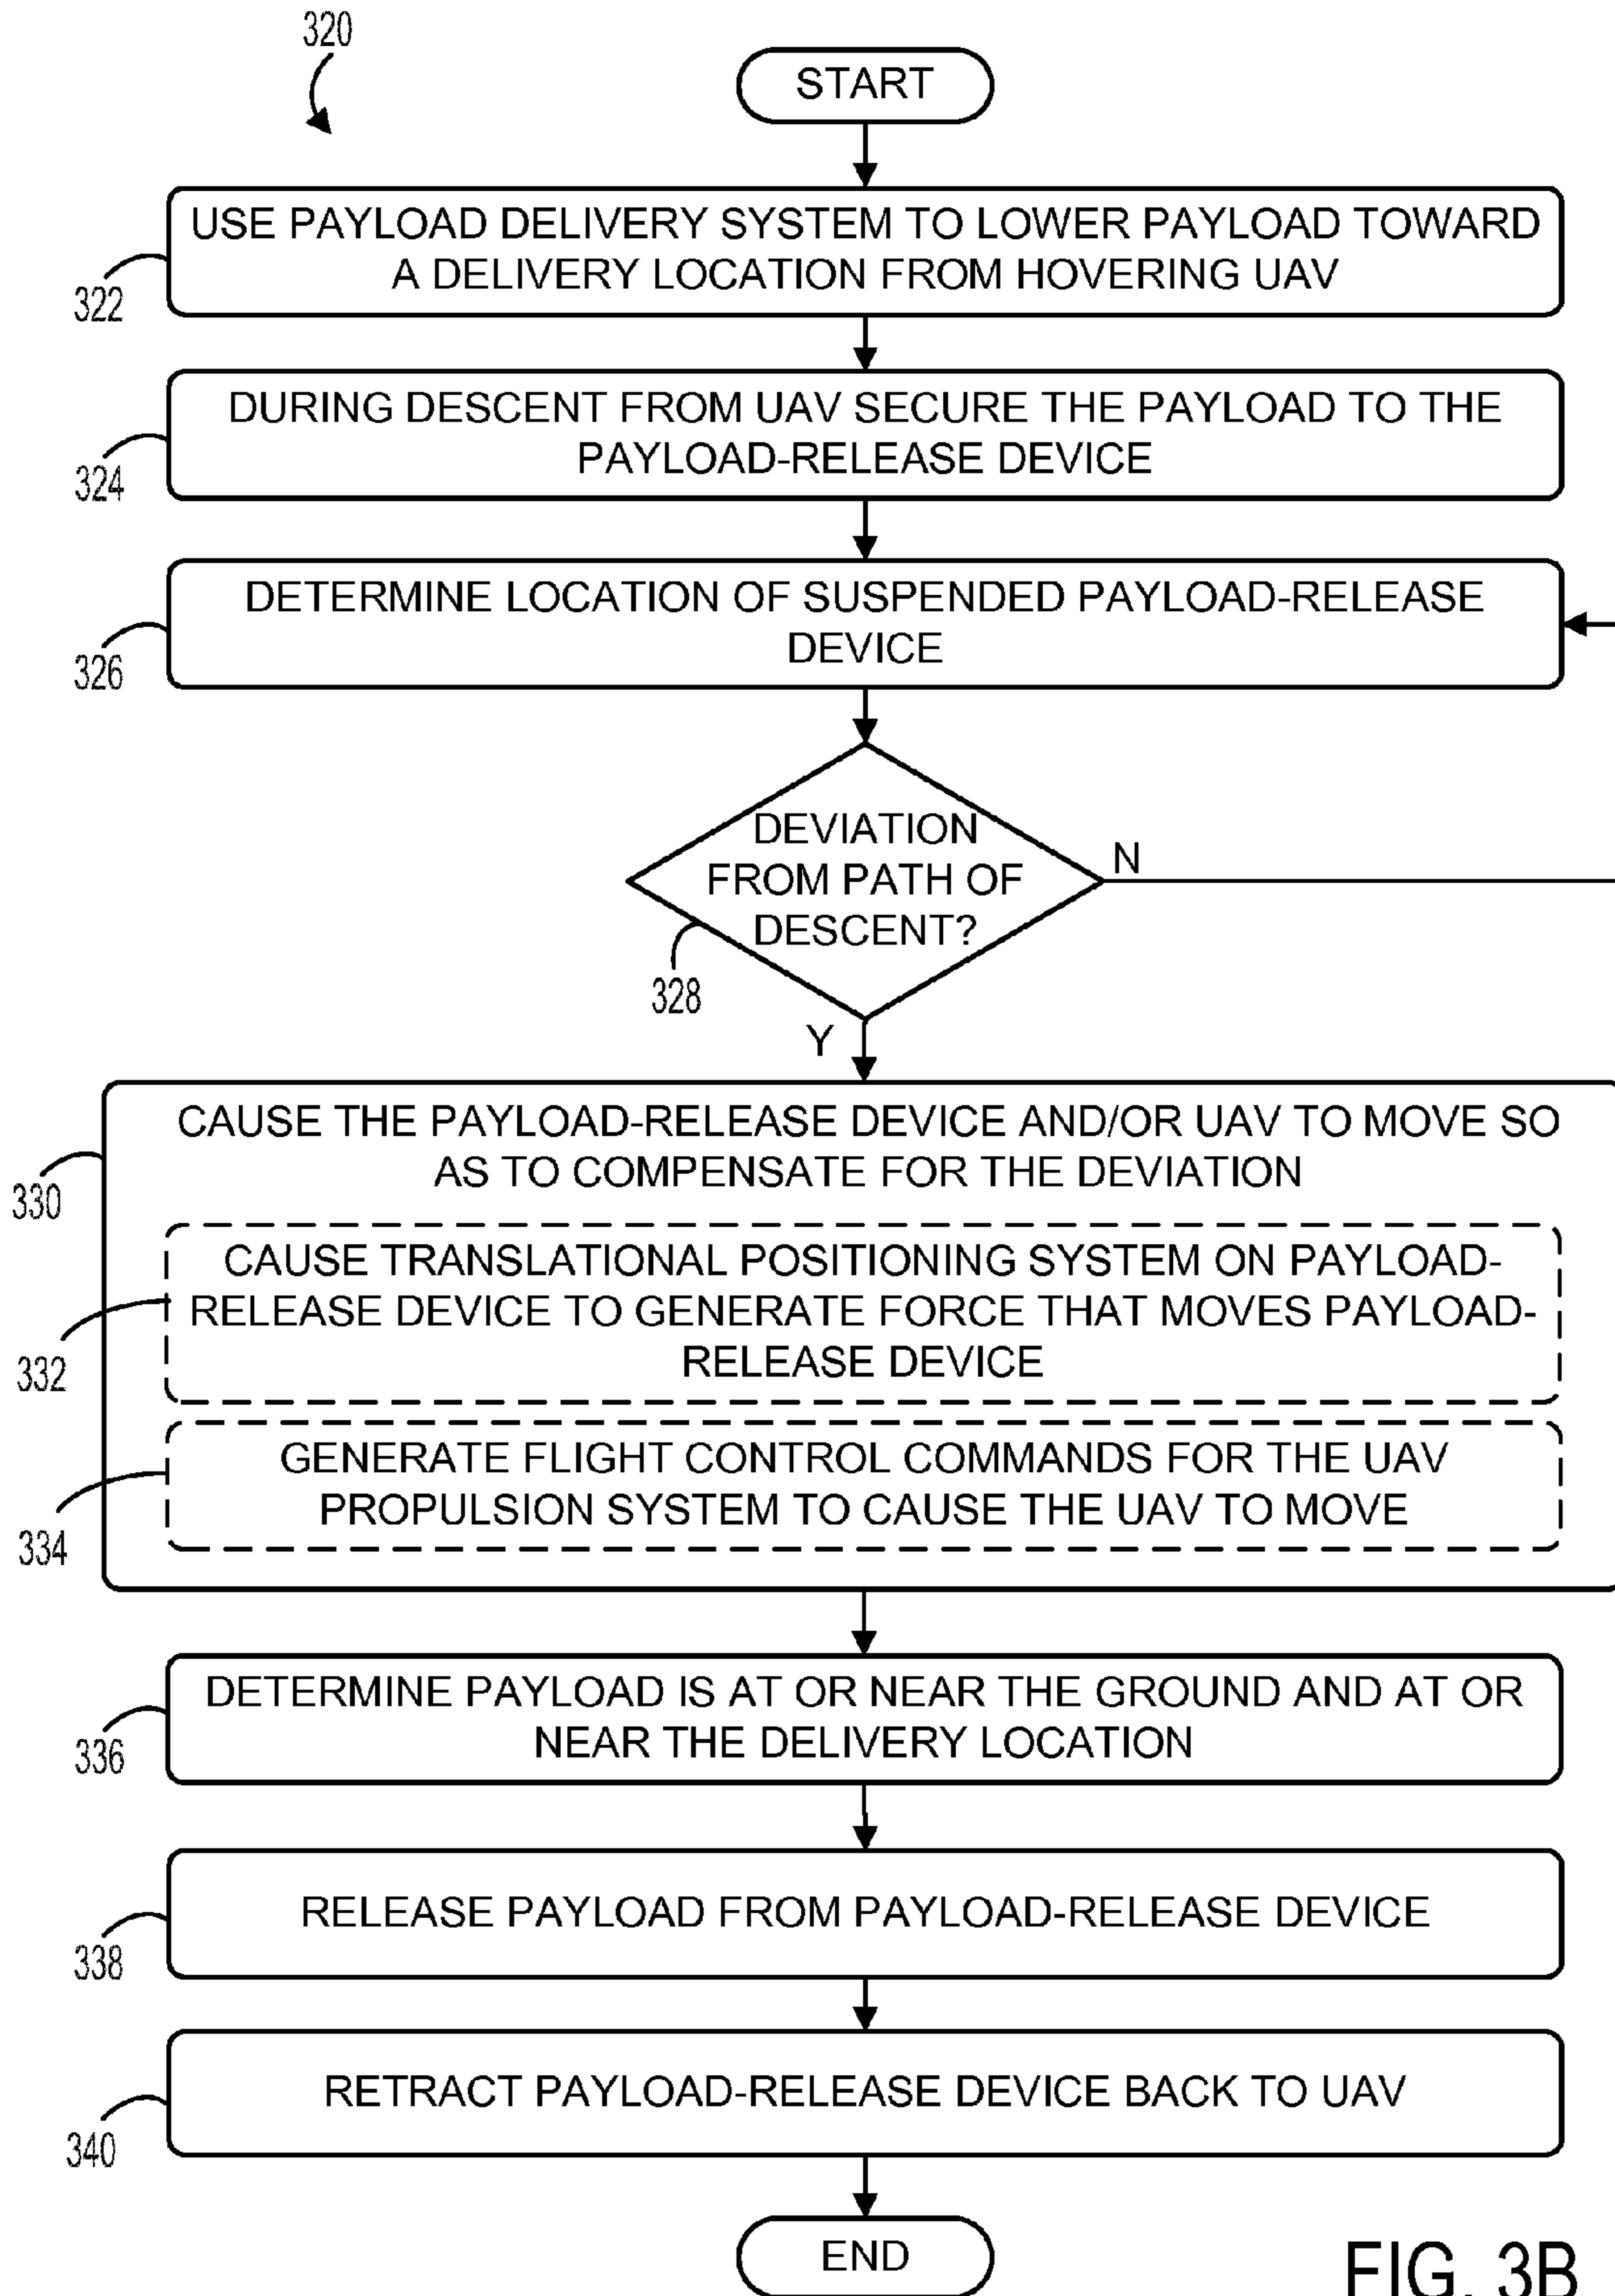 320
START
USE PAYLOAD DELIVERY SYSTEM TO LOWER PAYLOAD TOWARD
A DELIVERY LOCATION FROM HOVERING UAV
322
DURING DESCENT FROM UAV SECURE THE PAYLOAD TO THE
PAYLOAD-RELEASE DEVICE
324
DETERMINE LOCATION OF SUSPENDED PAYLOAD-RELEASE
DEVICE
326
DEVIATION
FROM PATH OF
DESCENT?
N
328
Y
CAUSE THE PAYLOAD-RELEASE DEVICE AND/OR UAV TO MOVE SO
AS TO COMPENSATE FOR THE DEVIATION
330
CAUSE TRANSLATIONAL POSITIONING SYSTEM ON PAYLOAD-
RELEASE DEVICE TO GENERATE FORCE THAT MOVES PAYLOAD-
RELEASE DEVICE
332
GENERATE FLIGHT CONTROL COMMANDS FOR THE UAV
PROPULSION SYSTEM TO CAUSE THE UAV TO MOVE
334
DETERMINE PAYLOAD IS AT OR NEAR THE GROUND AND AT OR
NEAR THE DELIVERY LOCATION
336
RELEASE PAYLOAD FROM PAYLOAD-RELEASE DEVICE
338
RETRACT PAYLOAD-RELEASE DEVICE BACK TO UAV
340
END
FIG. 3B